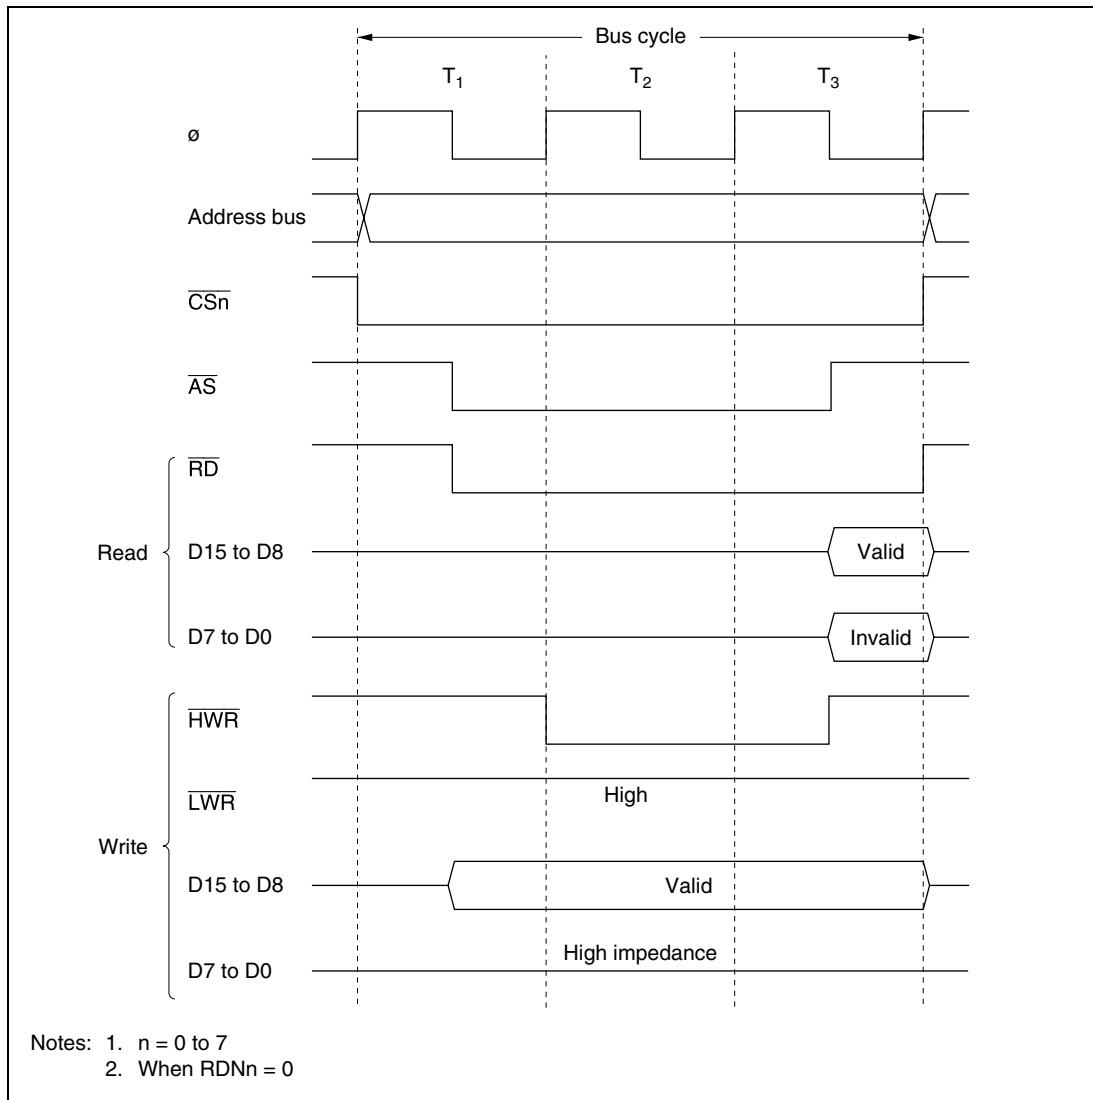 Bus cycle
T1 T2 T3
ø
Address bus
CSn
AS
RD
Read D15 to D8 Valid
D7 to D0 Invalid
HWR
LWR High
Write
D15 to D8 Valid
High impedance
D7 to D0
Notes: 1. n = 0 to 7
2. When RDNn = 0